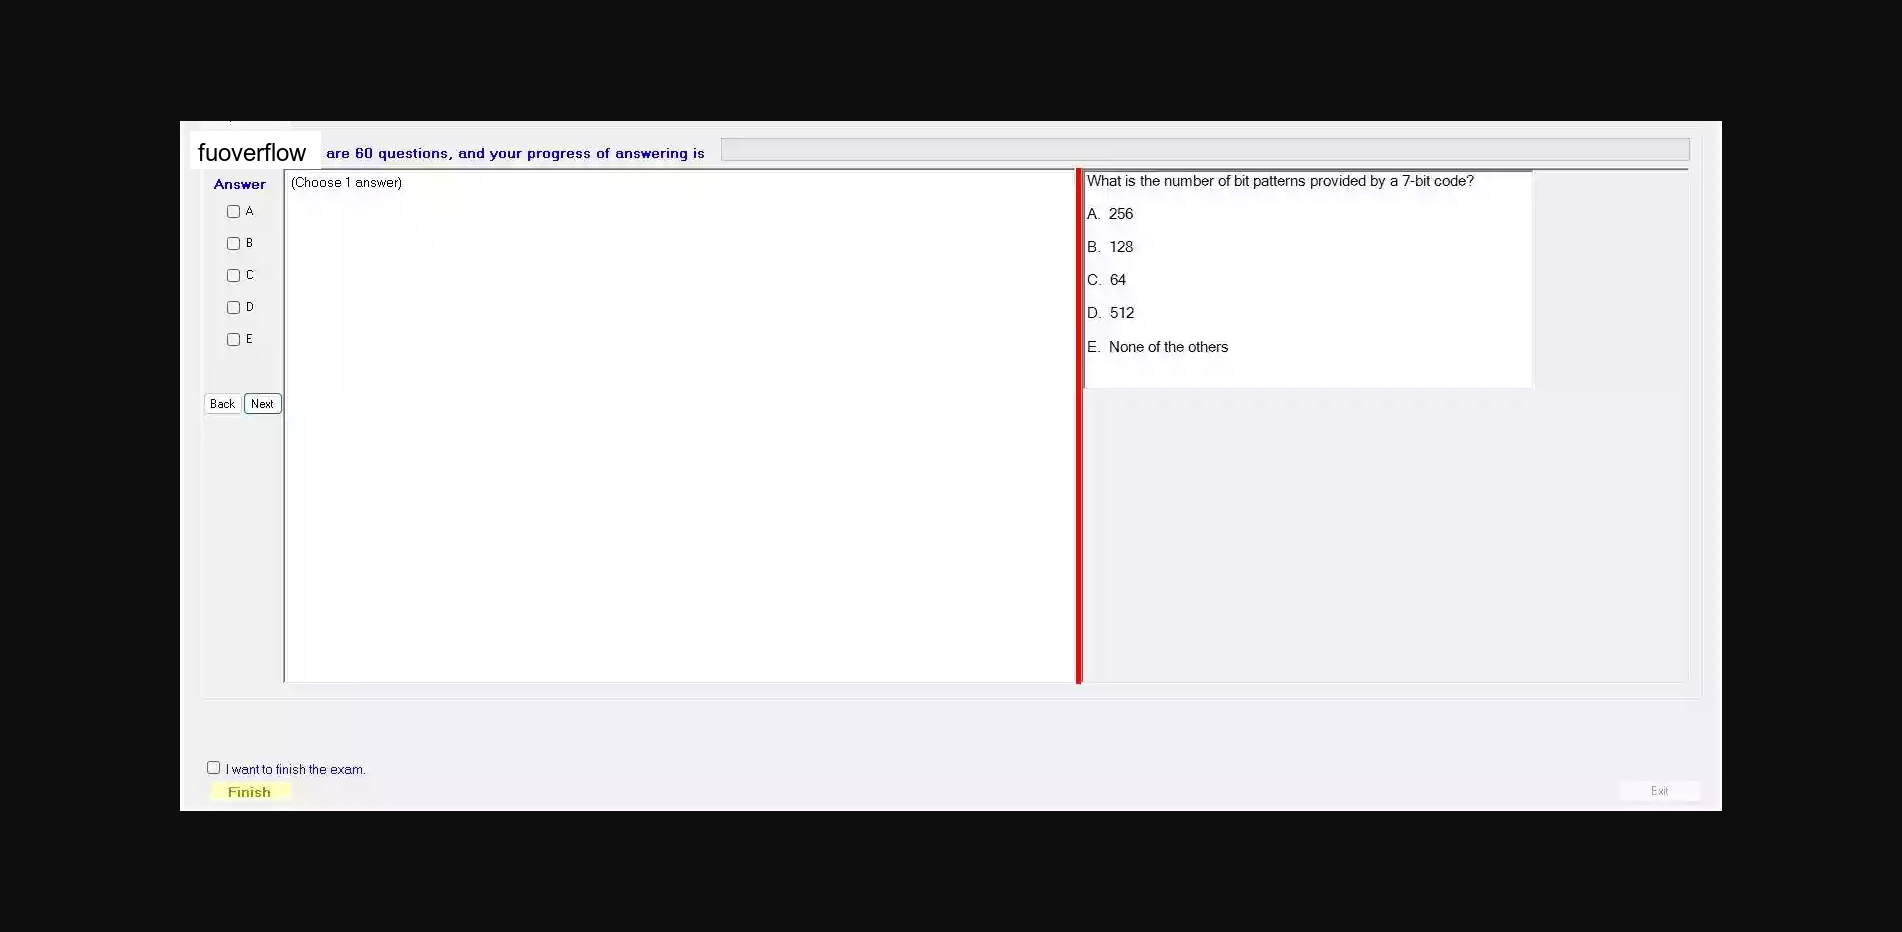 fuoverflow are 60 questions, and your progress of answering is
Answer
A
B
C
D
E
Back Next
(Choose 1 answer)
What is the number of bit patterns provided by a 7-bit code?
A. 256
B. 128
C. 64
D. 512
E. None of the others
I want to finish the exam.
Finish
Exit